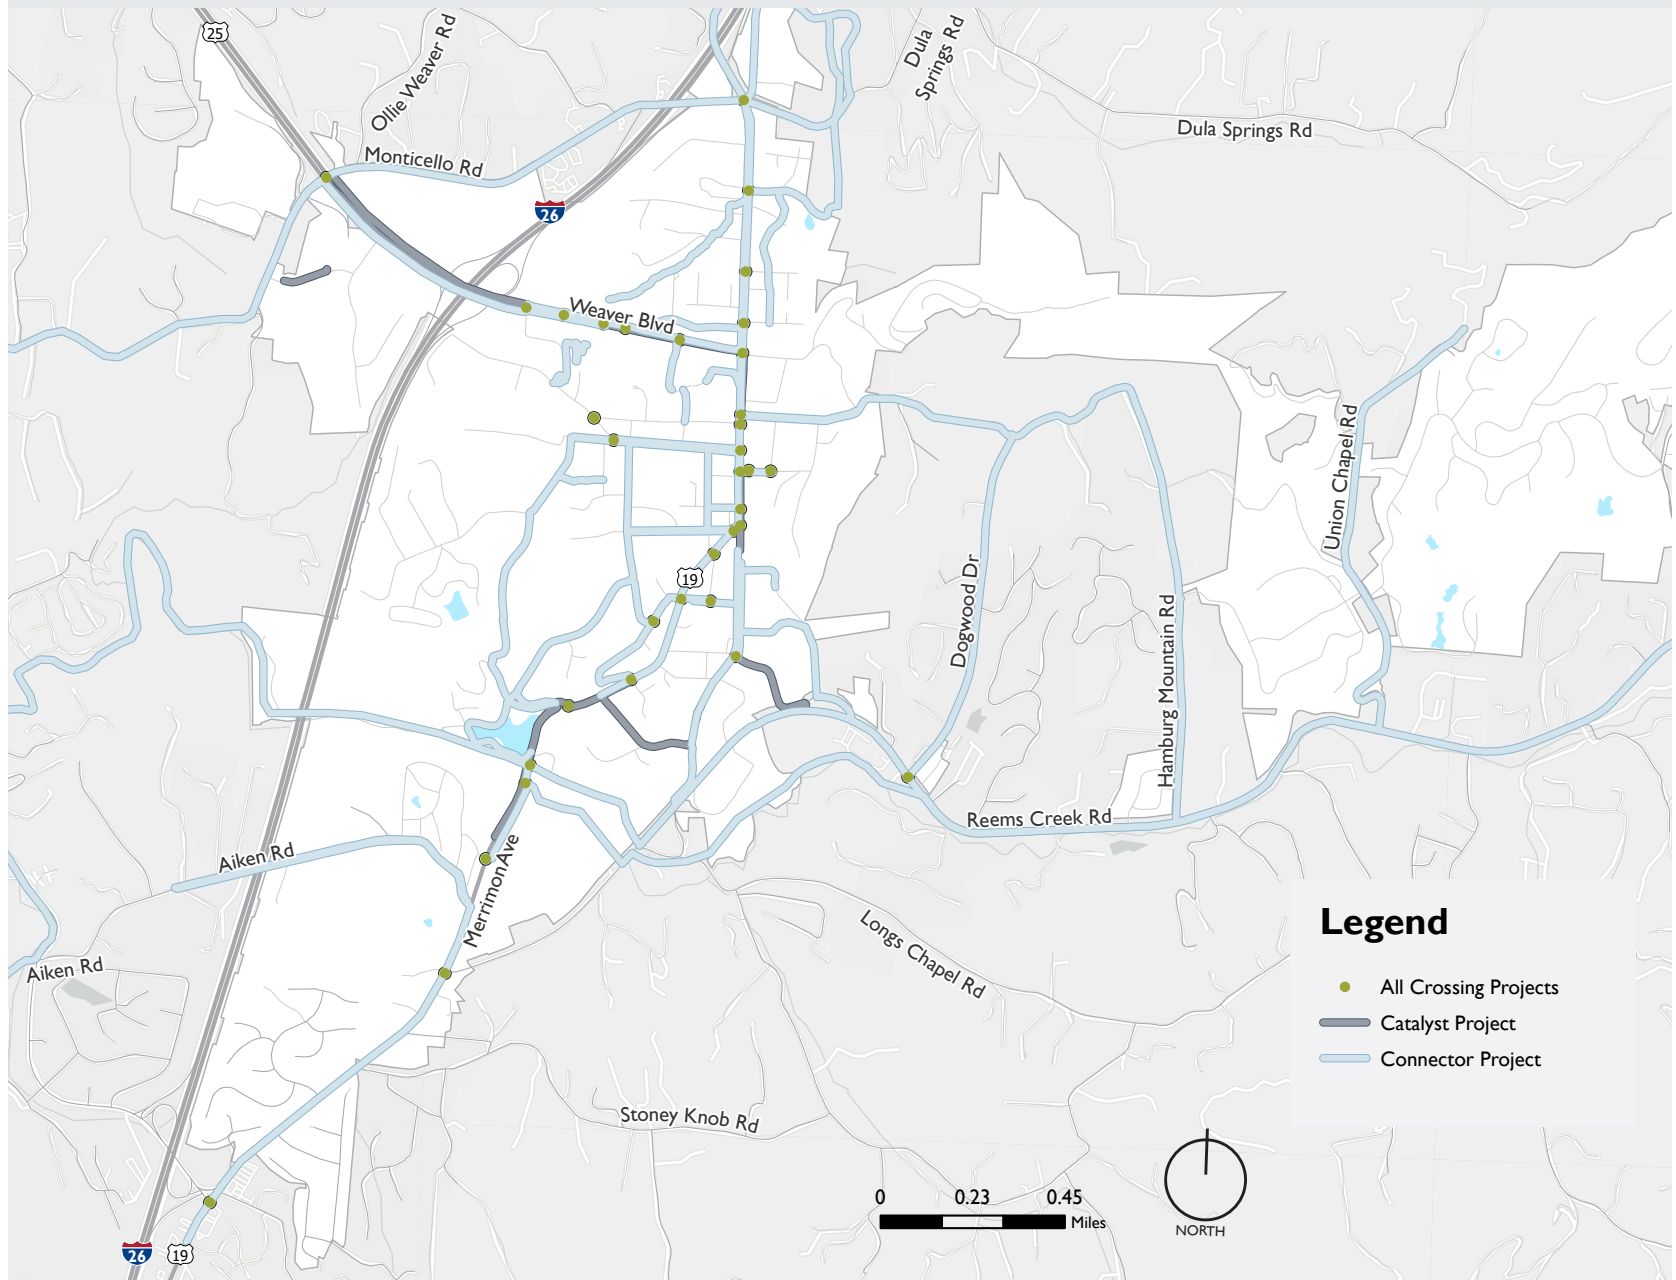 25
Ollie Weaver Rd
Dula
Springs Rd
Dula Springs Rd
Monticello Rd
26
Weaver Blvd
Union Chapel Rd
19
Dogwood Dr
Hamburg Mountain Rd
Reems Creek Rd
Aiken Rd
Merrimon Ave
Longs Chapel Rd
Aiken Rd
Stoney Knob Rd
Legend
All Crossing Projects
Catalyst Project
Connector Project
0 0.23 0.45
Miles
NORTH
26
19